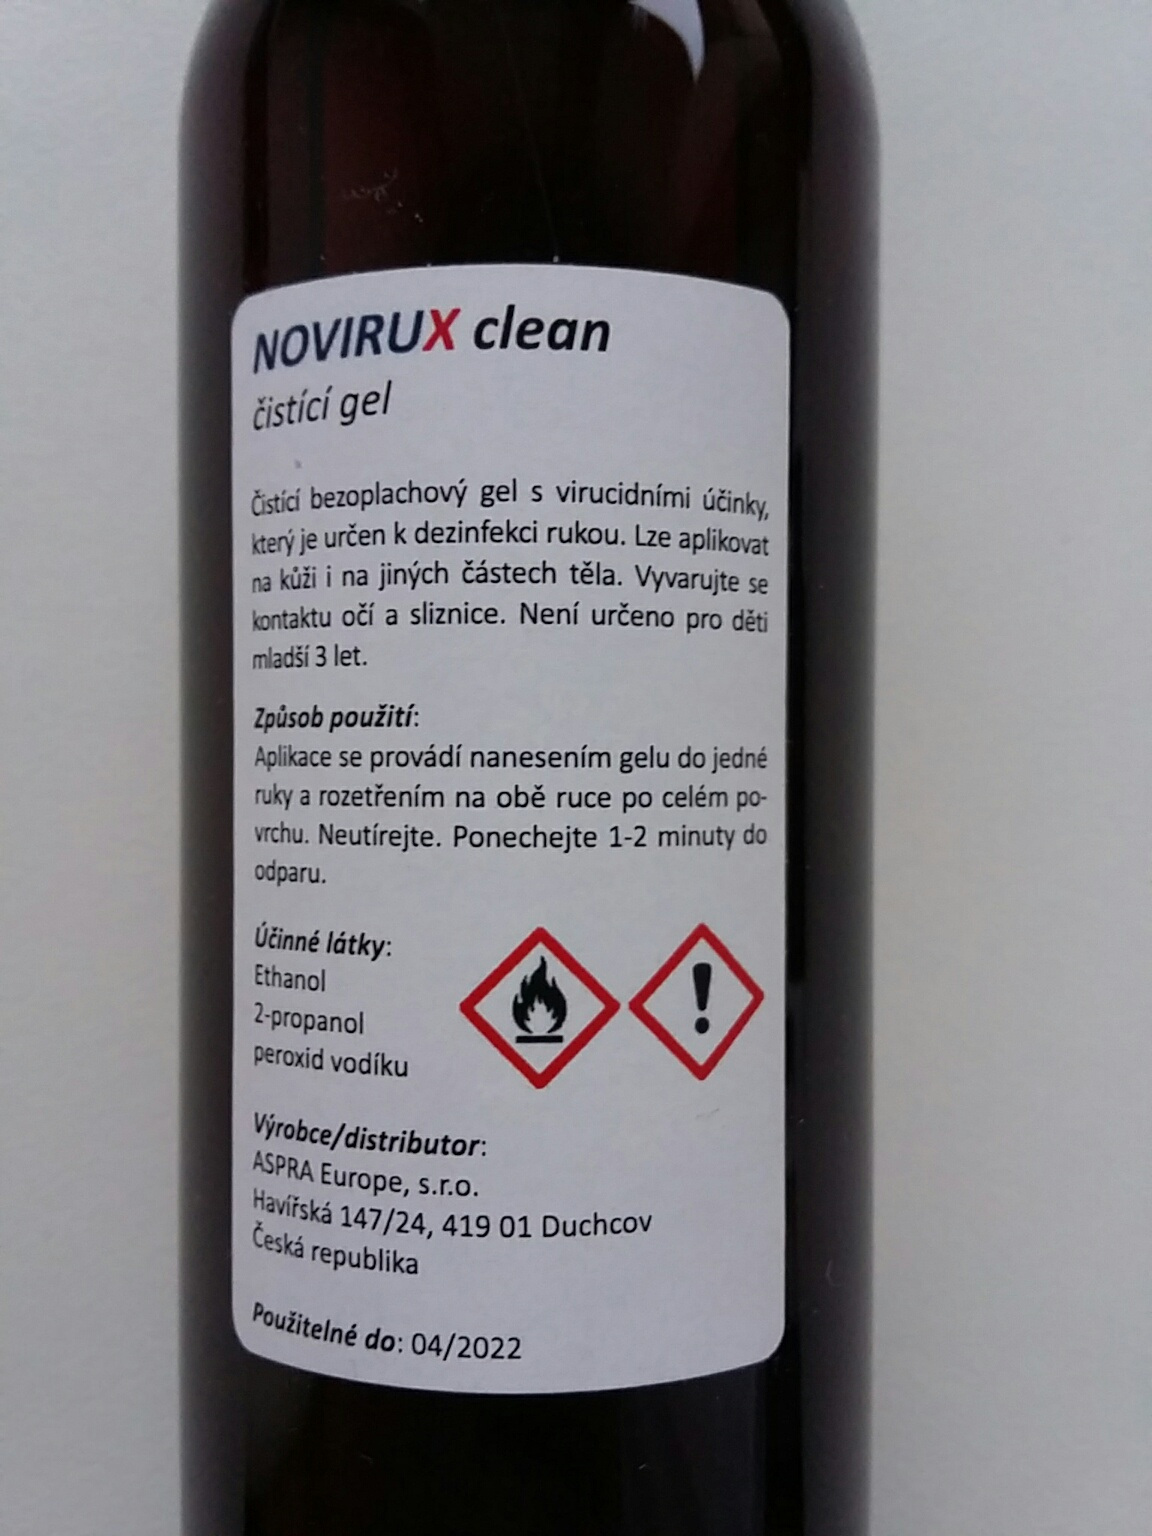 NOVIRUX clean
čistící gel
Čistící bezoplachový gel s virucidními účinky,
který je určen k dezinfekci rukou. Lze aplikovat
na kůži i na jiných částech těla. Vyvarujte se
kontaktu očí a sliznice. Není určeno pro děti
mladší 3 let.
Způsob použití:
Aplikace se provádí nanesením gelu do jedné
ruky a rozetřením na obě ruce po celém po-
vrchu. Neutírejte. Ponechejte 1-2 minuty do
odparu.
Účinné látky:
Ethanol
2-propanol
peroxid vodíku
Výrobce/distributor:
ASPRA Europe, s.r.o.
Havířská 147/24, 419 01 Duchcov
Česká republika
Použitelné do: 04/2022